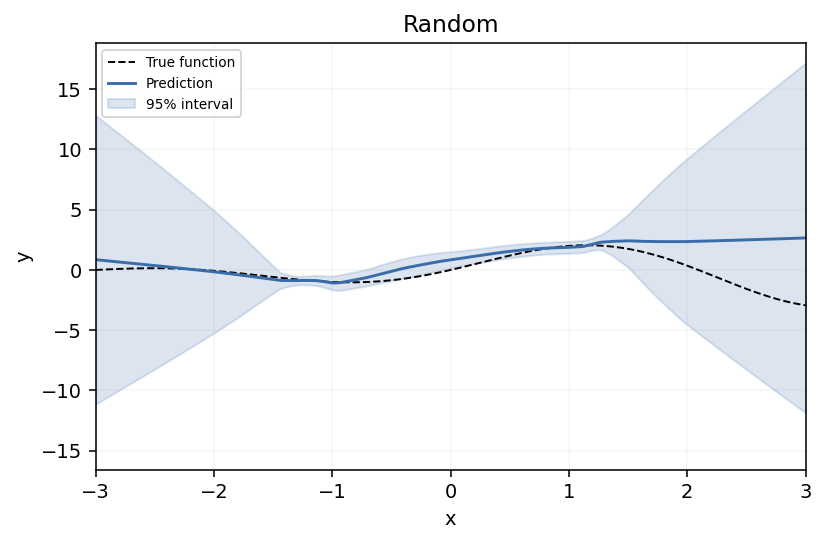 Random
True function
Prediction
95% interval
15
10
5
0
−5
−10
−15
y
−3 −2 −1 0 1 2 3
x